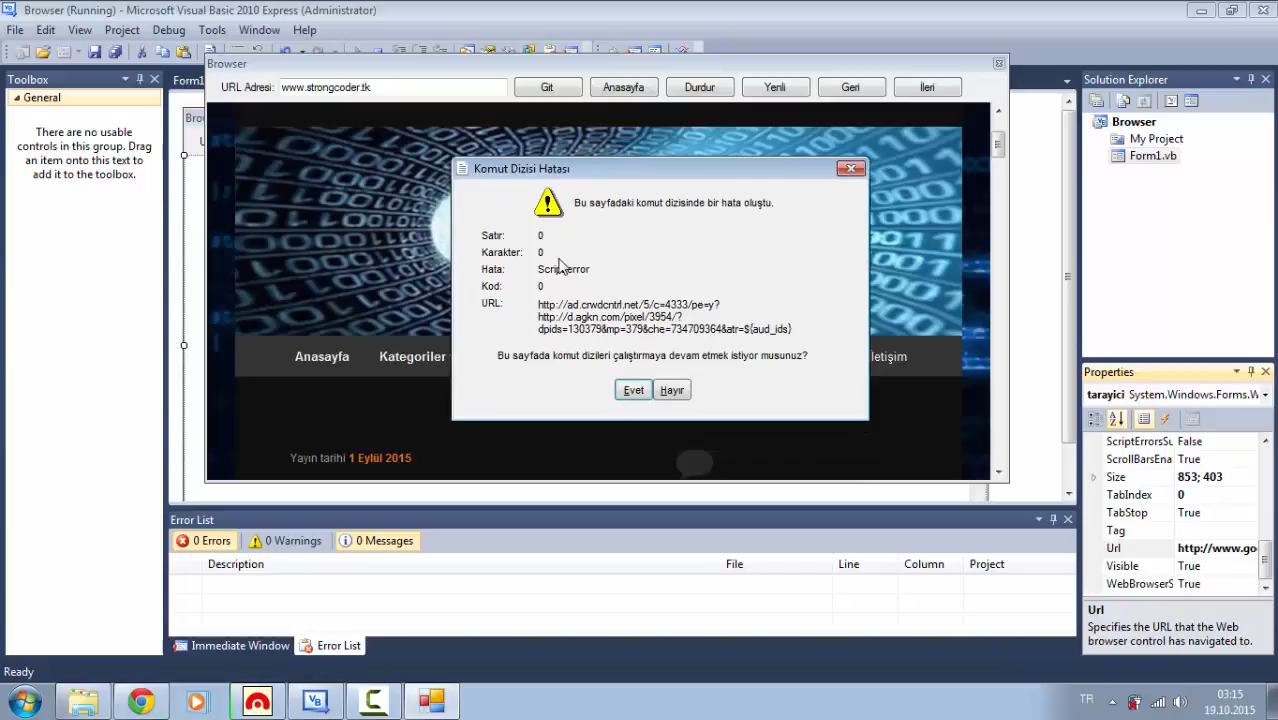 Browser (Running) - Microsoft Visual Basic 2010 Express (Administrator)
File Edit View Project Debug Tools Window Help
Toolbox
General
There are no usable
controls in this group. Drag
an item onto this text to
add it to the toolbox.
Form1
Browser
URL Adresi: www.strongcoder.tk Git Anasayfa Durdur Yenli Geri İleri
Komut Dizisi Hatası
Bu sayfadaki komut dizisinde bir hata oluştu.
Satır: 0
Karakter: 0
Hata: error
Kod: 0
URL: http://ad.crwdcntrl.net/5/c=4333/pe=y?
http://d.agkn.com/pixel/3954/?
dpids=130379&mp=379&che=734709364&atr=${aud_ids}
Bu sayfada komut dizileri çalıştırmaya devam etmek istiyor musunuz?
Evet Hayır
Anasayfa Kategoriler letişim
Yayın tarihi 1 Eylül 2015
Solution Explorer
Browser
My Project
Form1.vb
Properties
tarayici System.Windows.Forms.W
ScriptErrorsSu False
ScrollBarsEna True
Size 853; 403
TabIndex 0
TabStop True
Tag
Url http://www.go
Visible True
WebBrowserS True
Url
Specifies the URL that the Web
browser control has navigated to.
Error List
0 Errors 0 Warnings 0 Messages
Description File Line Column Project
Immediate Window Error List
Ready
TR 03:15
19.10.2015